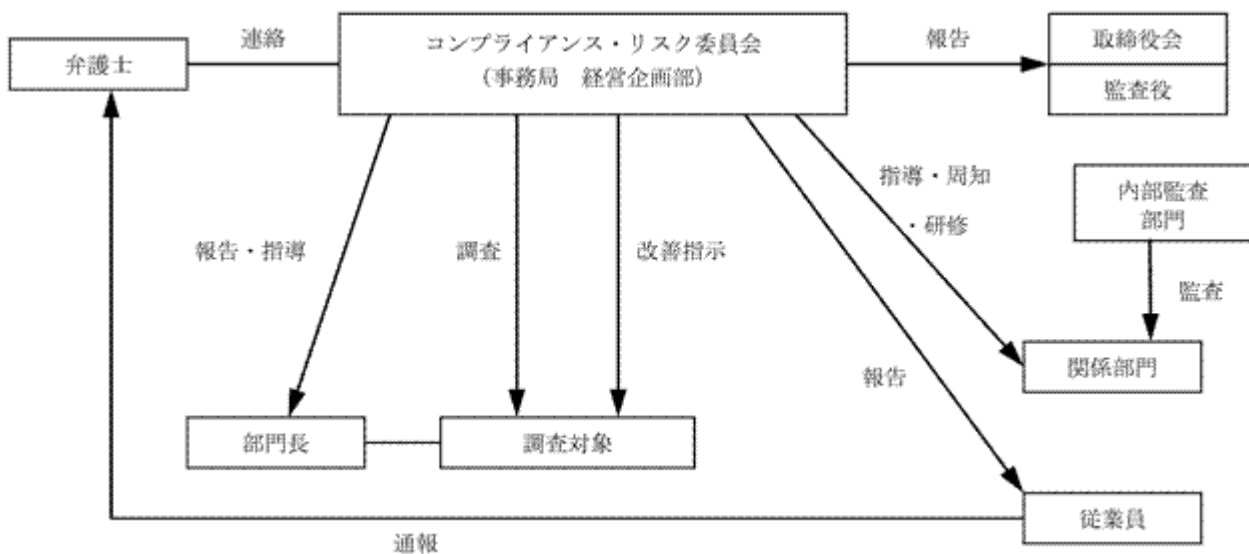 連絡
コンプライアンス・リスク委員会
(事務局 経営企画部)
報告
取締役会
監査役
弁護士
指導・周知
・研修
内部監査
部門
報告・指導
調査
改善指示
監査
報告
関係部門
部門長
調査対象
従業員
通報